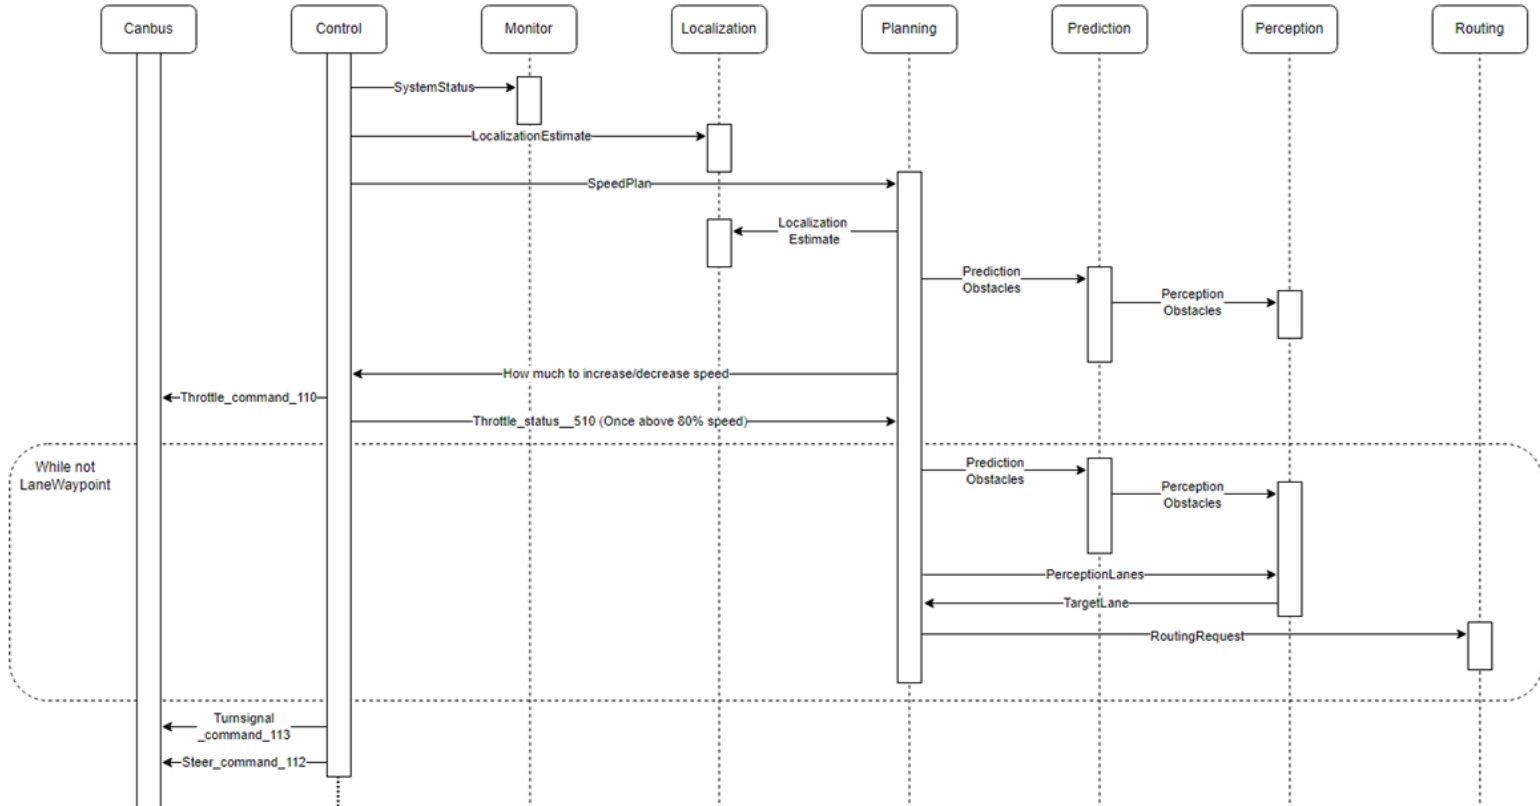 Canbus
Control
Monitor
Localization
Planning
Prediction
Perception
Routing
SystemStatus
LocalizationEstimate
SpeedPlan
Localization
Estimate
Prediction
Obstacles
Perception
Obstacles
How much to increase/decrease speed
Throttle_command_110
Throttle_status__510 (Once above 80% speed)
While not
LaneWaypoint
Prediction
Obstacles
Perception
Obstacles
PerceptionLanes
TargetLane
RoutingRequest
Turnsignal
_command_113
Steer_command_112